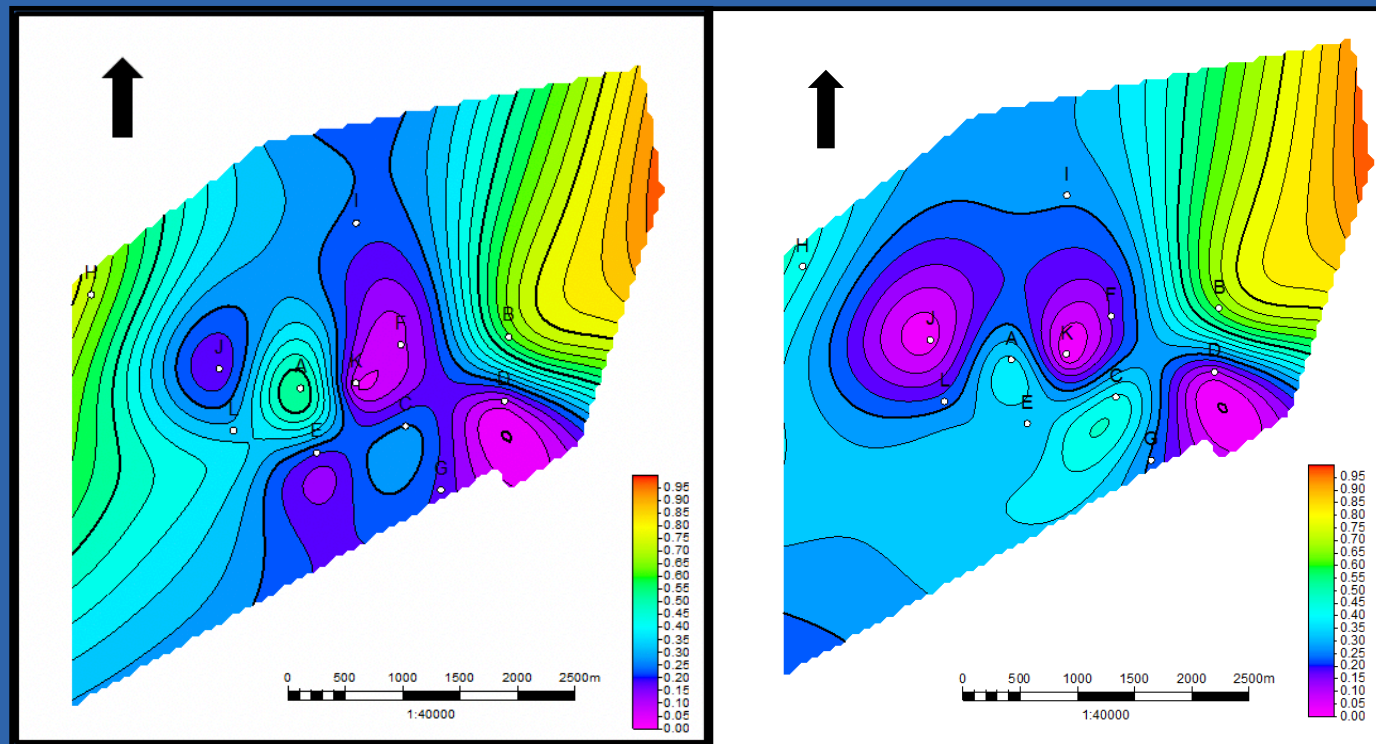 I
H
B
F
J
K
A
D
L
C
E
G
0.95
0.90
0.85
0.80
0.75
0.70
0.65
0.60
0.55
0.50
0.45
0.40
0.35
0.30
0.25
0.20
0.15
0.10
0.05
0.00
0 500 1000 1500 2000 2500m
1:40000
I
H
B
F
J
K
A
D
L
C
E
G
0.95
0.90
0.85
0.80
0.75
0.70
0.65
0.60
0.55
0.50
0.45
0.40
0.35
0.30
0.25
0.20
0.15
0.10
0.05
0.00
0 500 1000 1500 2000 2500m
1:40000